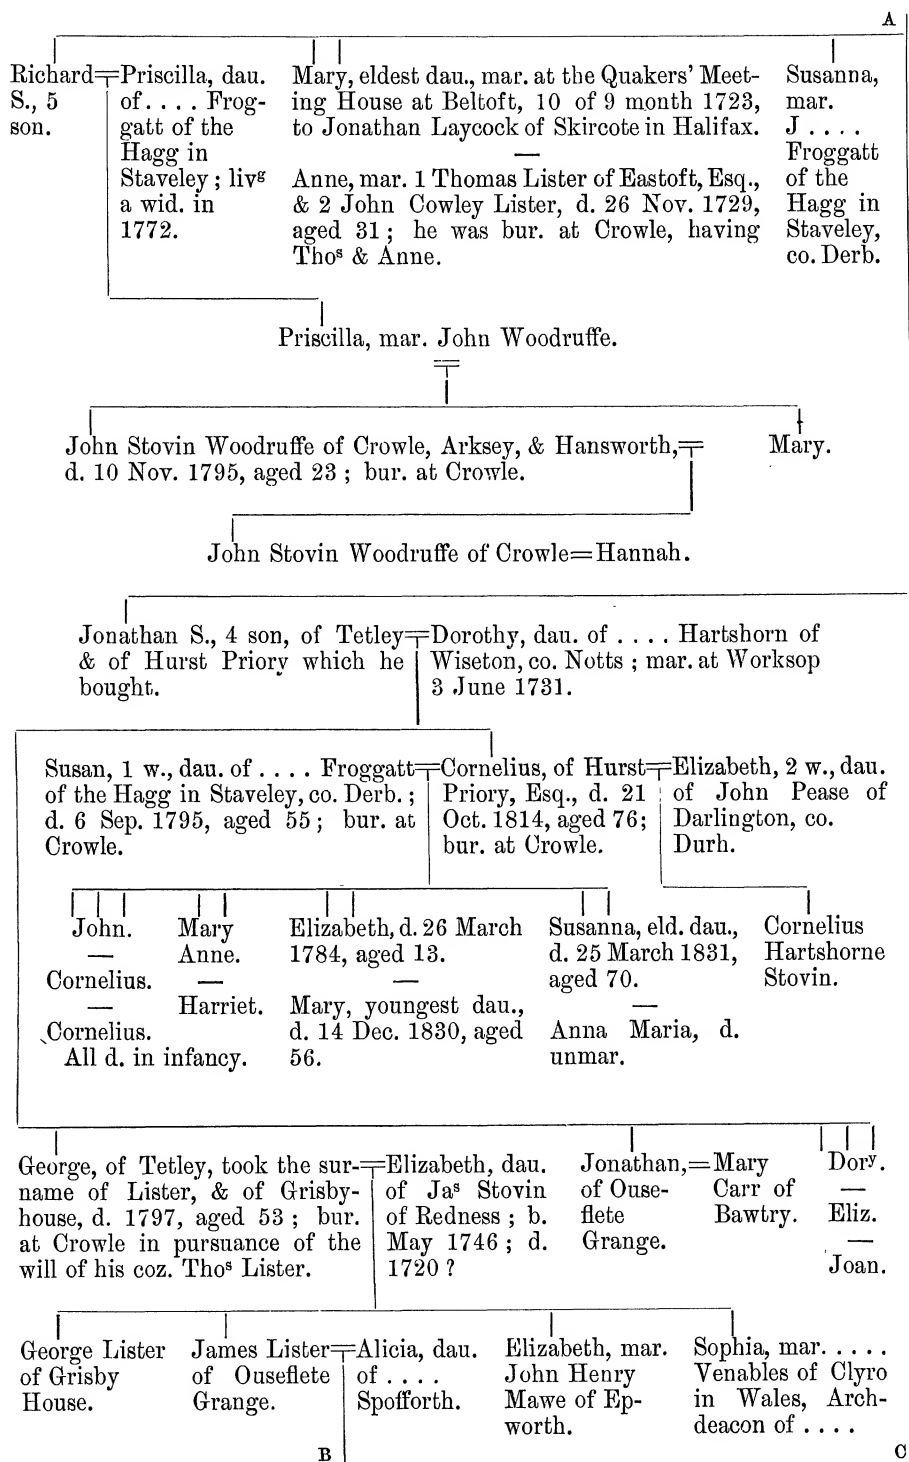 A
Richard=Priscilla, dau.
S., 5 of. . . . Frog-
son. gatt of the
Hagg in
Staveley ; livg
a wid. in
1772.
Mary, eldest dau., mar. at the Quakers' Meet-
ing House at Beltoft, 10 of 9 month 1723,
to Jonathan Laycock of Skircote in Halifax.
—
Anne, mar. 1 Thomas Lister of Eastoft, Esq.,
& 2 John Cowley Lister, d. 26 Nov. 1729,
aged 31 ; he was bur. at Crowle, having
Thos & Anne.
Susanna,
mar.
J . . . .
Froggatt
of the
Hagg in
Staveley,
co. Derb.
Priscilla, mar. John Woodruffe.
=
John Stovin Woodruffe of Crowle, Arksey, & Hansworth,=
d. 10 Nov. 1795, aged 23 ; bur. at Crowle.
Mary.
John Stovin Woodruffe of Crowle=Hannah.
Jonathan S., 4 son, of Tetley=Dorothy, dau. of . . . . Hartshorn of
& of Hurst Priory which he Wiseton, co. Notts ; mar. at Worksop
bought. 3 June 1731.
Susan, 1 w., dau. of . . . . Froggatt=Cornelius, of Hurst=Elizabeth, 2 w., dau.
of the Hagg in Staveley, co. Derb. ; Priory, Esq., d. 21 of John Pease of
d. 6 Sep. 1795, aged 55 ; bur. at Oct. 1814, aged 76; Darlington, co.
Crowle. bur. at Crowle. Durh.
John.
—
Cornelius.
—
Cornelius.
Mary
Anne.
—
Harriet.
All d. in infancy.
Elizabeth, d. 26 March
1784, aged 13.
—
Mary, youngest dau.,
d. 14 Dec. 1830, aged
56.
Susanna, eld. dau.,
d. 25 March 1831,
aged 70.
—
Anna Maria, d.
unmar.
Cornelius
Hartshorne
Stovin.
George, of Tetley, took the sur-=Elizabeth, dau.
name of Lister, & of Grisby- of Jas Stovin
house, d. 1797, aged 53 ; bur. of Redness ; b.
at Crowle in pursuance of the May 1746 ; d.
will of his coz. Thos Lister. 1720 ?
Jonathan,=Mary
of Ouse- Carr of
flete Bawtry.
Grange.
Dory.
—
Eliz.
—
Joan.
George Lister
of Grisby
House.
James Lister=Alicia, dau.
of Ouseflete of . . . .
Grange. Spofforth.
Elizabeth, mar.
John Henry
Mawe of Ep-
worth.
Sophia, mar. . . . .
Venables of Clyro
in Wales, Arch-
deacon of . . . .
B C